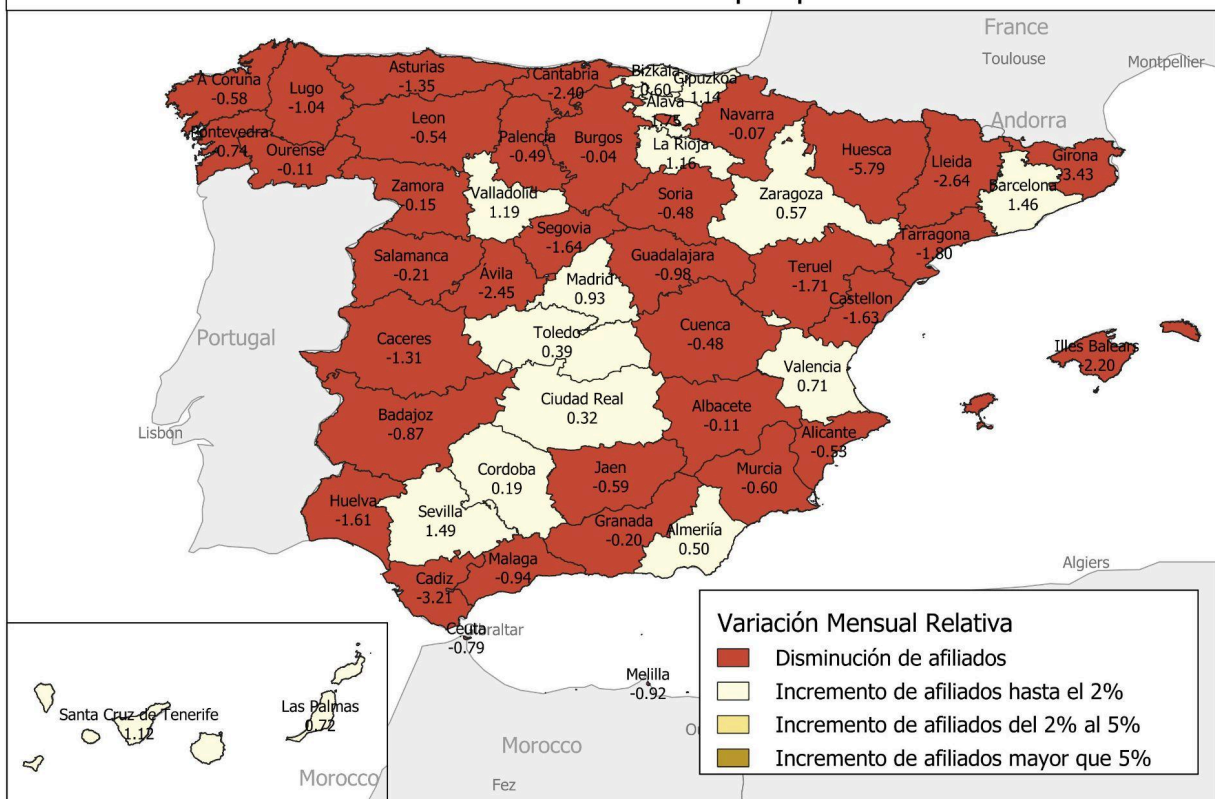 France
Toulouse
Montpellier
Andorra
A Coruña
-0.58
Lugo
-1.04
Asturias
-1.35
Cantabria
-2.40
Bizkaia
0.60
Gipuzkoa
1.14
Alava
Navarra
-0.07
Pontevedra
-0.74
Ourense
-0.11
Leon
-0.54
Palencia
-0.49
Burgos
-0.04
La Rioja
1.16
Huesca
-5.79
Lleida
-2.64
Girona
-3.43
Barcelona
1.46
Zamora
0.15
Valladolid
1.19
Soria
-0.48
Zaragoza
0.57
Segovia
-1.64
Tarragona
-1.80
Salamanca
-0.21
Ávila
-2.45
Madrid
0.93
Guadalajara
-0.98
Teruel
-1.71
Castellon
-1.63
Portugal
Caceres
-1.31
Toledo
0.39
Cuenca
-0.48
Valencia
0.71
Illes Balears
-2.20
Lisbon
Badajoz
-0.87
Ciudad Real
0.32
Albacete
-0.11
Alicante
-0.53
Huelva
-1.61
Sevilla
1.49
Cordoba
0.19
Jaen
-0.59
Murcia
-0.60
Granada
-0.20
Almeriía
0.50
Cadiz
-3.21
Malaga
-0.94
Algiers
Ceuta
-0.79
Gibraltar
Melilla
-0.92
Morocco
Fez
Santa Cruz de Tenerife
1.12
Las Palmas
0.72
Morocco
Variación Mensual Relativa
Disminución de afiliados
Incremento de afiliados hasta el 2%
Incremento de afiliados del 2% al 5%
Incremento de afiliados mayor que 5%